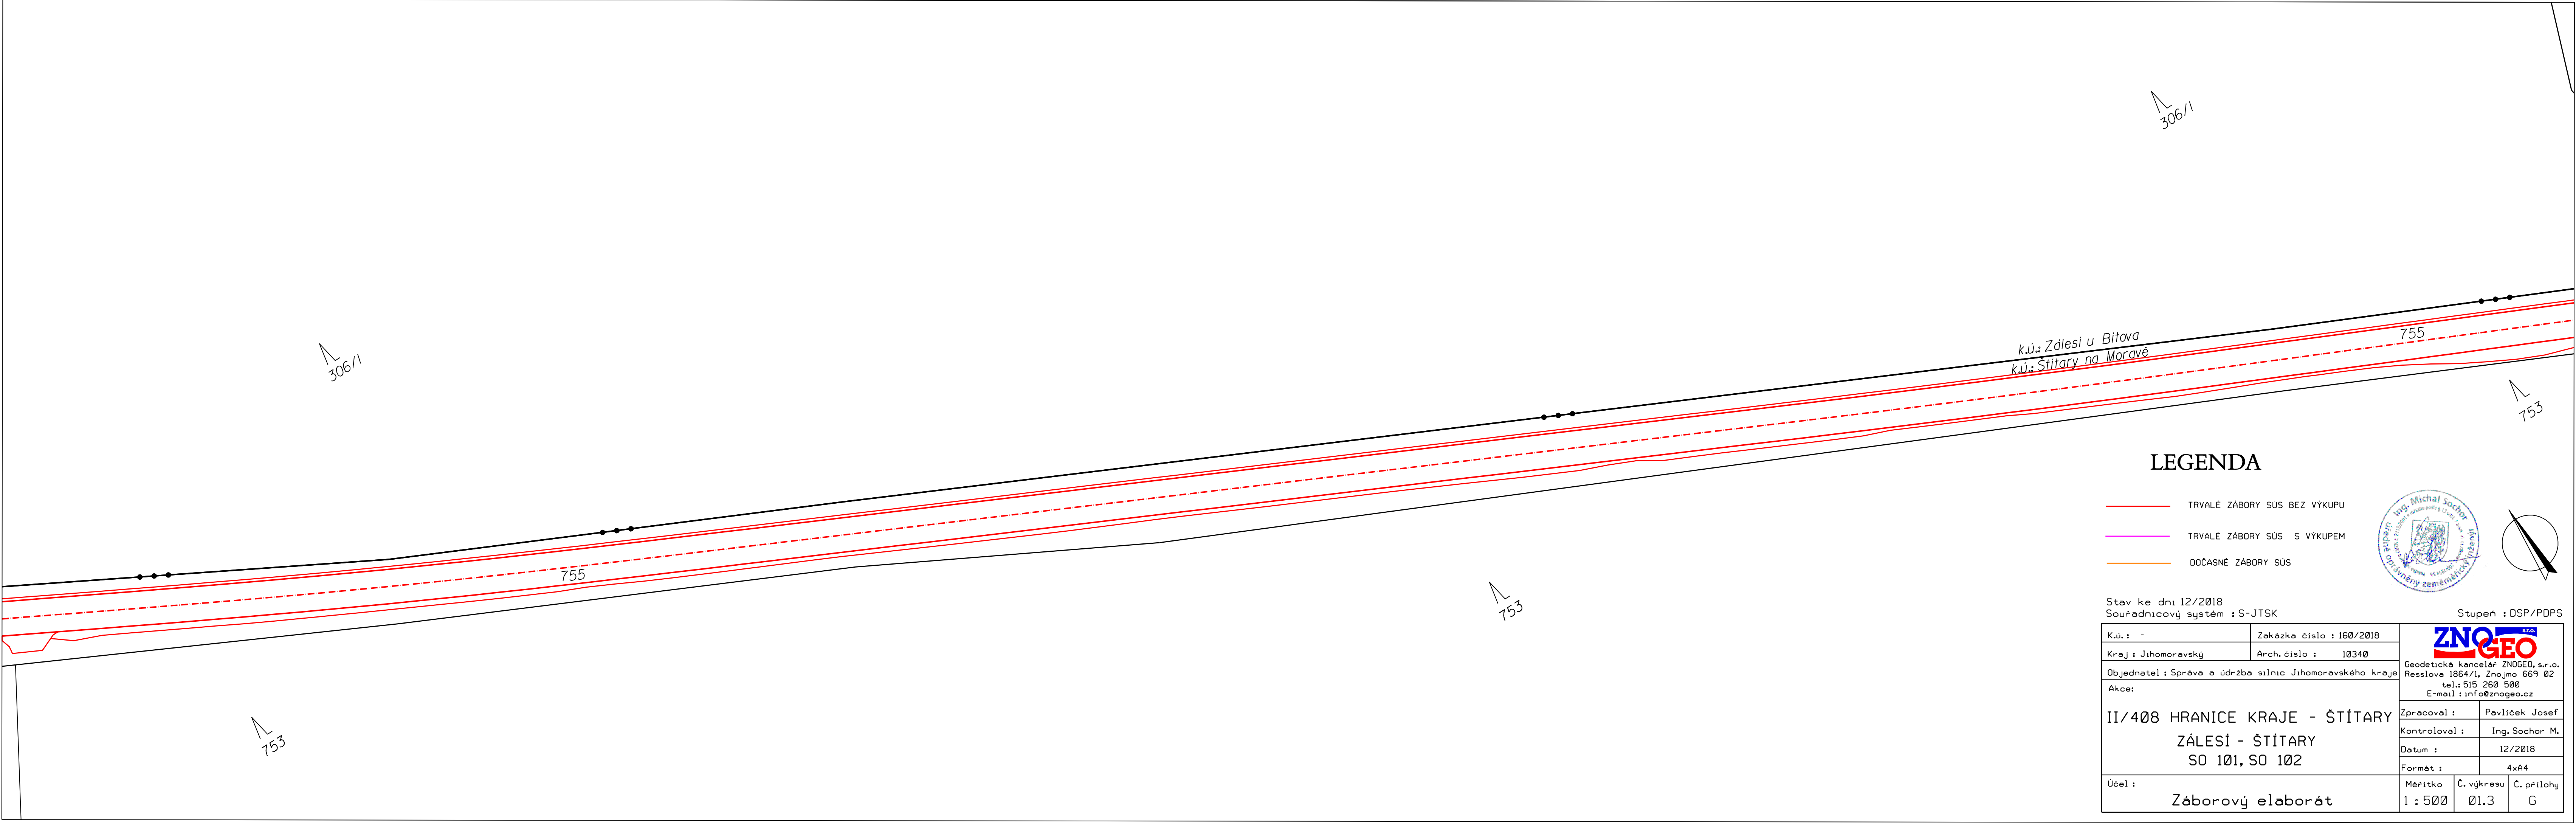 306/1
306/1
k.ú.: Zálesí u Bítova
k.ú.: Štítary na Moravě
755
755
753
753
753
LEGENDA
TRVALÉ ZÁBORY SÚS BEZ VÝKUPU
TRVALÉ ZÁBORY SÚS S VÝKUPEM
DOČASNÉ ZÁBORY SÚS
Ing. Michal Sochor
úředně oprávněný zeměměřický inženýr
Stav ke dni 12/2018
Souřadnicový systém : S-JTSK
Stupeň : DSP/PDPS
K.ú.: -
Zakázka číslo : 160/2018
Kraj : Jihomoravský
Arch. číslo : 10340
Objednatel : Správa a údržba silnic Jihomoravského kraje
Akce:
II/408 HRANICE KRAJE - ŠTÍTARY
ZÁLESÍ - ŠTÍTARY
SO 101, SO 102
Účel :
Záborový elaborát
ZNOGEO s.r.o.
Geodetická kancelář ZNOGEO, s.r.o.
Resslova 1864/1, Znojmo 669 02
tel.: 515 260 500
E-mail : info@znogeo.cz
Zpracoval : Pavlíček Josef
Kontroloval : Ing. Sochor M.
Datum : 12/2018
Formát : 4xA4
Měřítko
1 : 500
Č. výkresu
01.3
Č. přílohy
G